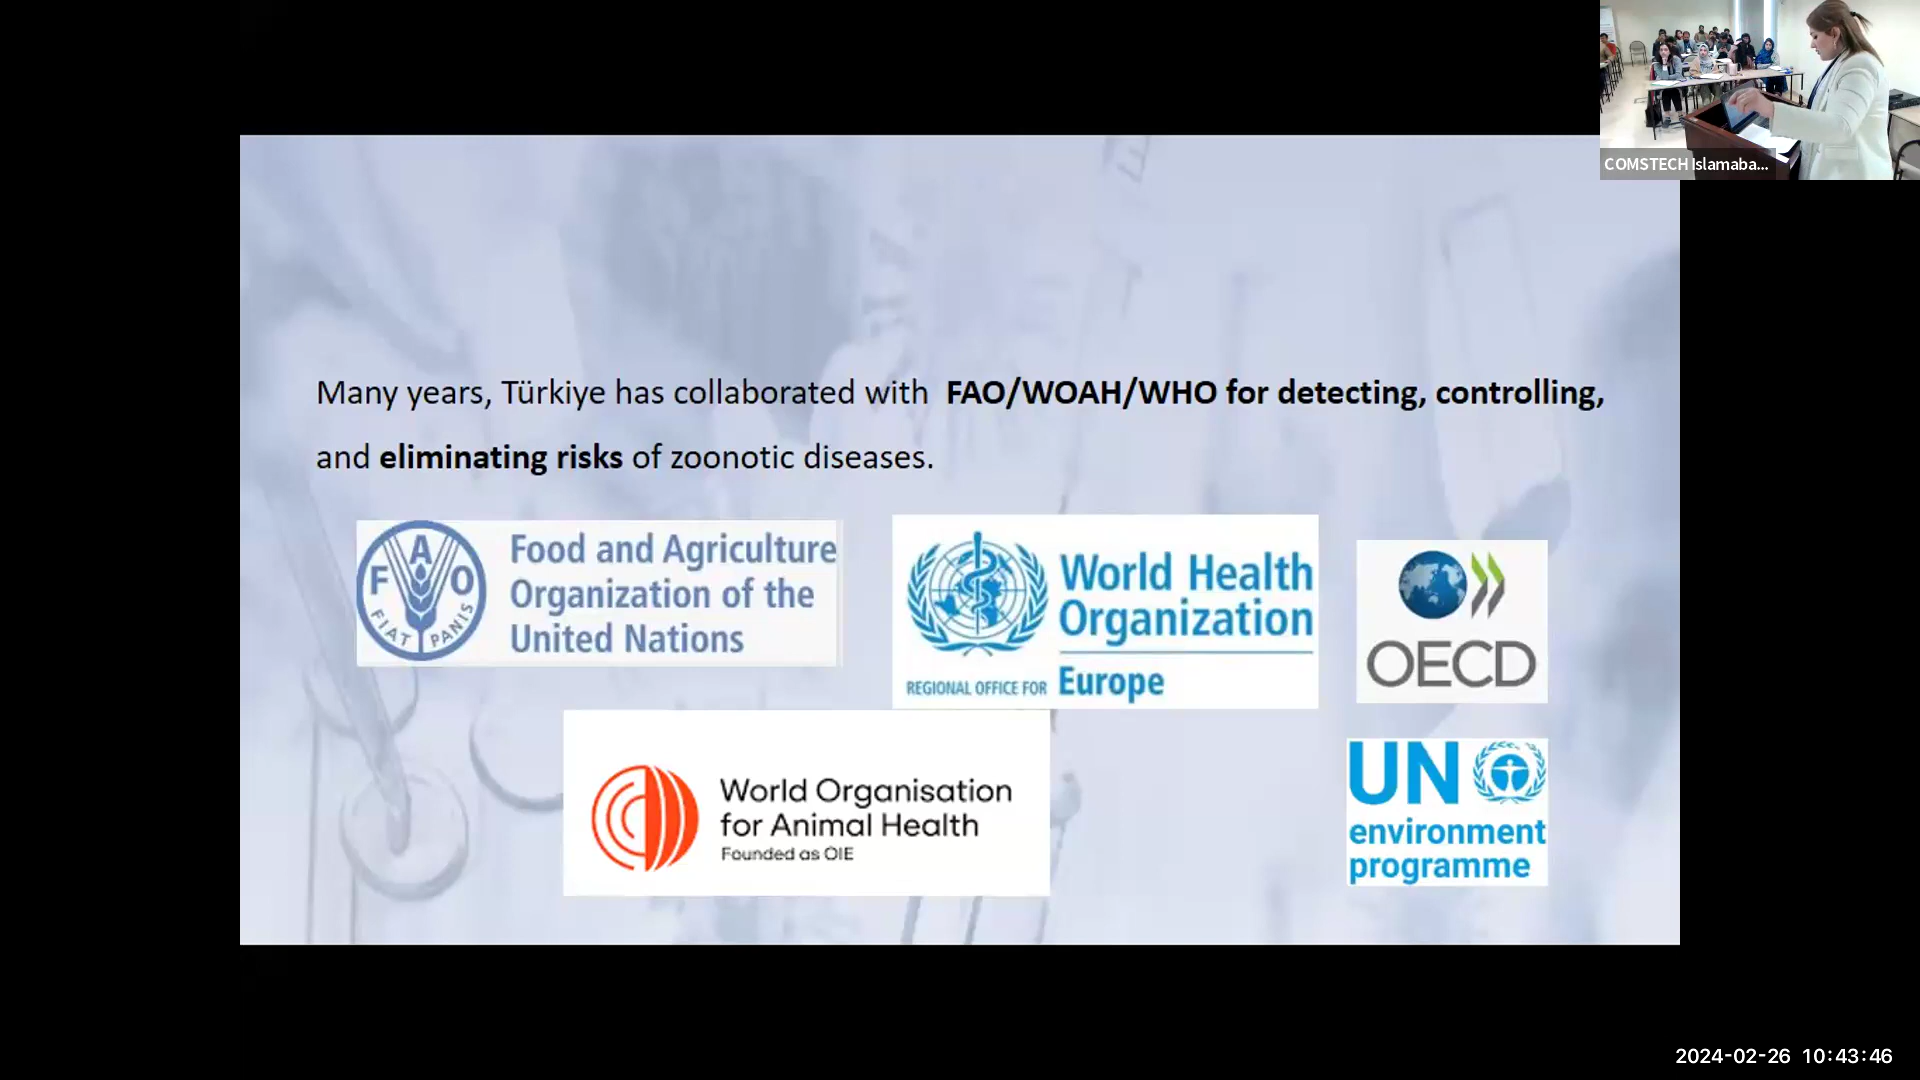 COMSTECH Islamaba...
Many years, Türkiye has collaborated with FAO/WOAH/WHO for detecting, controlling,
and eliminating risks of zoonotic diseases.
FAO
FIAT PANIS
Food and Agriculture
Organization of the
United Nations
World Health
Organization
REGIONAL OFFICE FOR Europe
OECD
World Organisation
for Animal Health
Founded as OIE
UN
environment
programme
2024-02-26 10:43:46